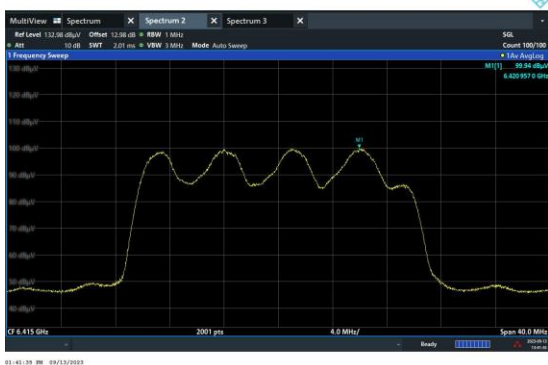 MultiView Spectrum X Spectrum 2 X Spectrum 3 X
Ref Level 132.98 dBµV Offset 12.98 dB RBW 1 MHz SGL
Att 10 dB SWT 2.01 ms VBW 3 MHz Mode Auto Sweep Count 100/100
1 Frequency Sweep 1Av AvgLog
M1[1] 99.94 dBµV
6.420 957 0 GHz
130 dBµV
120 dBµV
110 dBµV
M1
100 dBµV
90 dBµV
80 dBµV
70 dBµV
60 dBµV
50 dBµV
40 dBµV
CF 6.415 GHz 2001 pts 4.0 MHz/ Span 40.0 MHz
Ready
01:41:39 PM 09/13/2023